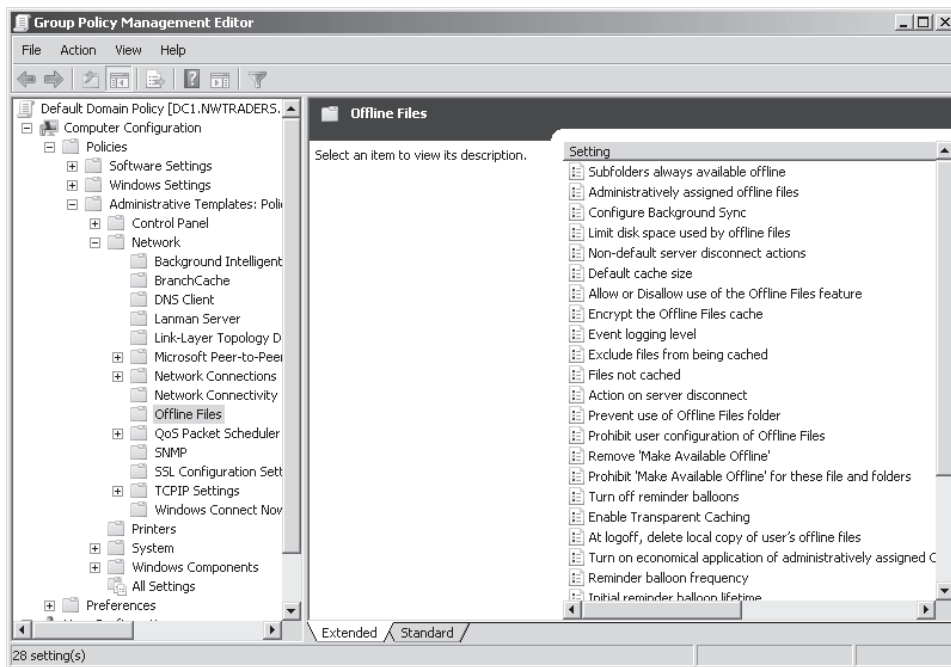 Group Policy Management Editor
File Action View Help
Default Domain Policy [DC1.NWTRADERS.
Computer Configuration
Policies
Software Settings
Windows Settings
Administrative Templates: Poli
Control Panel
Network
Background Intelligent
BranchCache
DNS Client
Lanman Server
Link-Layer Topology D
Microsoft Peer-to-Peer
Network Connections
Network Connectivity
Offline Files
QoS Packet Scheduler
SNMP
SSL Configuration Sett
TCPIP Settings
Windows Connect Now
Printers
System
Windows Components
All Settings
Preferences
Offline Files
Select an item to view its description.
Setting
Subfolders always available offline
Administratively assigned offline files
Configure Background Sync
Limit disk space used by offline files
Non-default server disconnect actions
Default cache size
Allow or Disallow use of the Offline Files feature
Encrypt the Offline Files cache
Event logging level
Exclude files from being cached
Files not cached
Action on server disconnect
Prevent use of Offline Files folder
Prohibit user configuration of Offline Files
Remove 'Make Available Offline'
Prohibit 'Make Available Offline' for these file and folders
Turn off reminder balloons
Enable Transparent Caching
At logoff, delete local copy of user's offline files
Turn on economical application of administratively assigned O
Reminder balloon frequency
Initial reminder balloon lifetime
Extended Standard
28 setting(s)